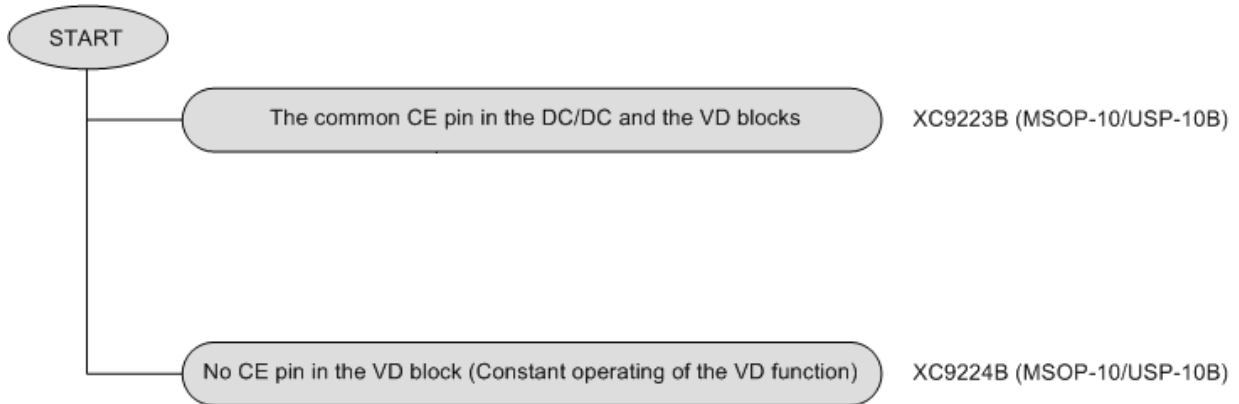 START
The common CE pin in the DC/DC and the VD blocks
XC9223B (MSOP-10/USP-10B)
No CE pin in the VD block (Constant operating of the VD function)
XC9224B (MSOP-10/USP-10B)